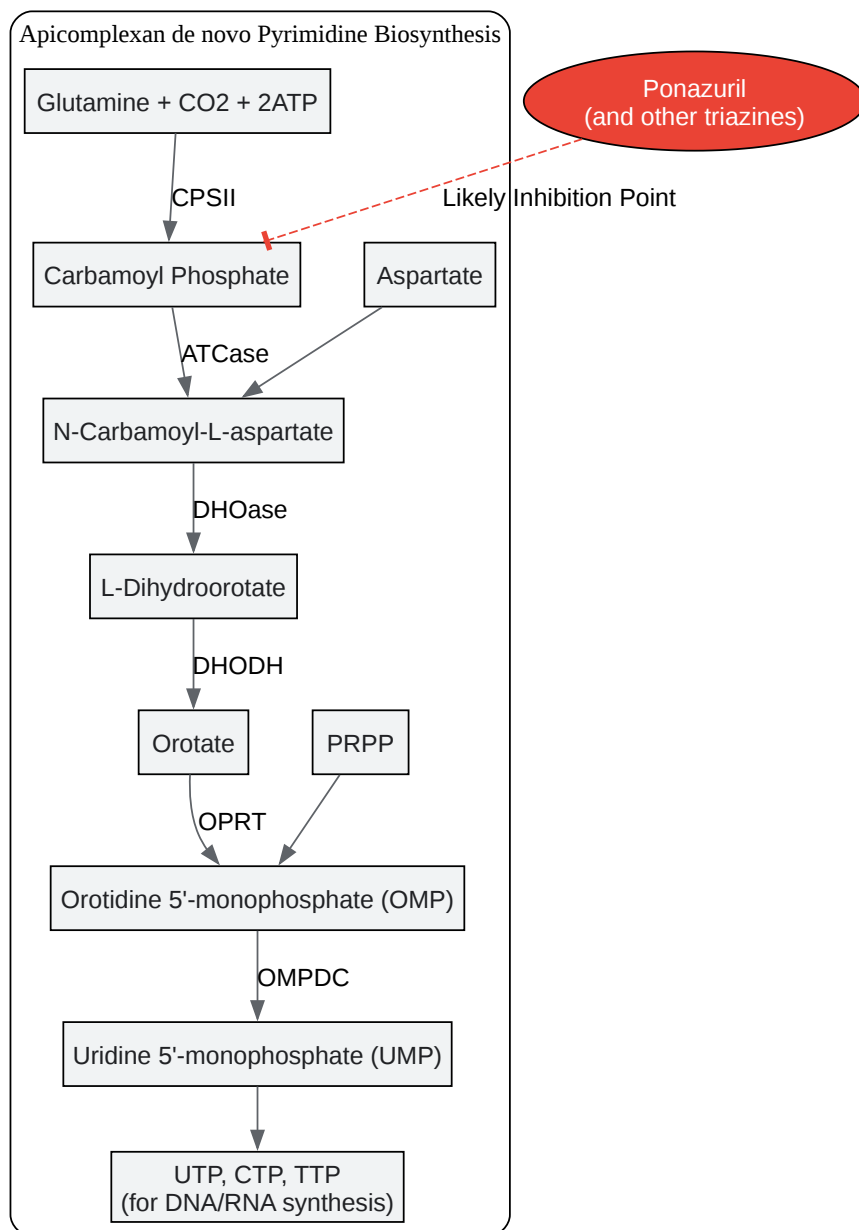 Apicomplexan de novo Pyrimidine Biosynthesis
Glutamine + CO2 + 2ATP
Ponazuril
(and other triazines)
CPSII
Likely Inhibition Point
Carbamoyl Phosphate
Aspartate
ATCase
N-Carbamoyl-L-aspartate
DHOase
L-Dihydroorotate
DHODH
Orotate
PRPP
OPRT
Orotidine 5'-monophosphate (OMP)
OMPDC
Uridine 5'-monophosphate (UMP)
UTP, CTP, TTP
(for DNA/RNA synthesis)